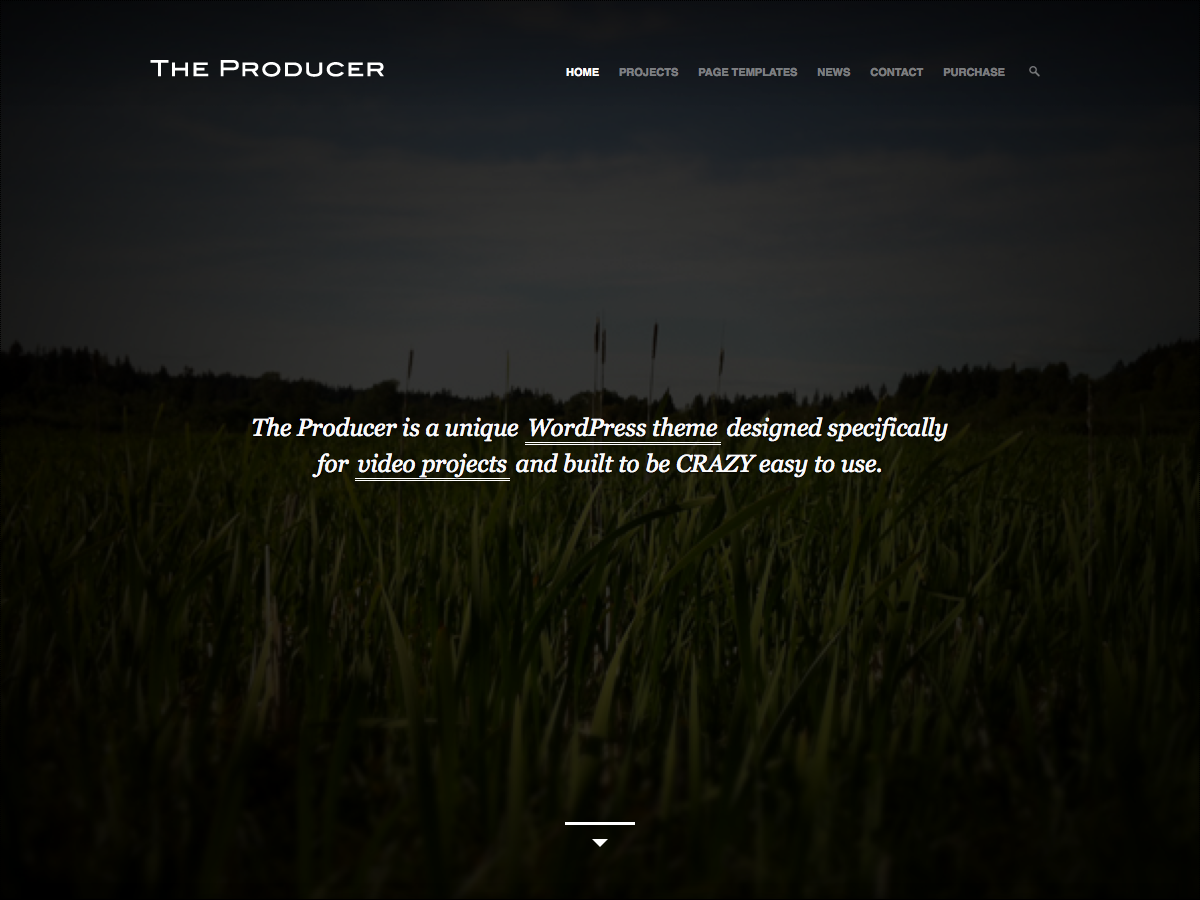 The Producer
HOME PROJECTS PAGE TEMPLATES NEWS CONTACT PURCHASE
The Producer is a unique WordPress theme designed specifically
for video projects and built to be CRAZY easy to use.